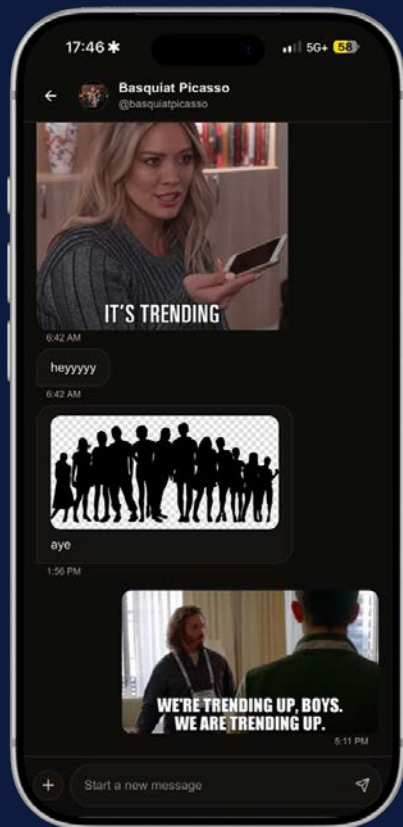 17:46
5G+ 58
Basquiat Picasso
@basquiatpicasso
IT'S TRENDING
6:42 AM
heyyyyy
6:42 AM
aye
1:56 PM
WE'RE TRENDING UP, BOYS.
WE ARE TRENDING UP.
5:11 PM
Start a new message